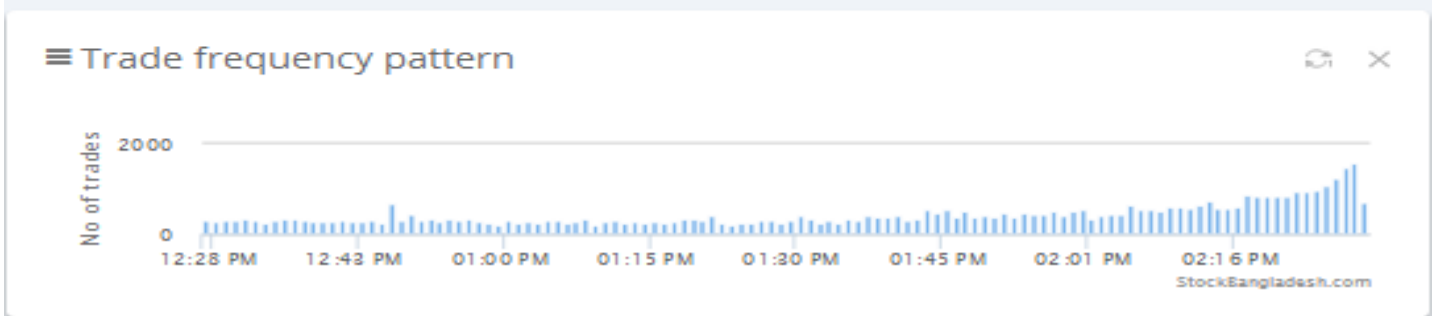 Trade frequency pattern
No of trades
2000
0
12:28 PM 12:43 PM 01:00 PM 01:15 PM 01:30 PM 01:45 PM 02:01 PM 02:16 PM
StockBangladesh.com